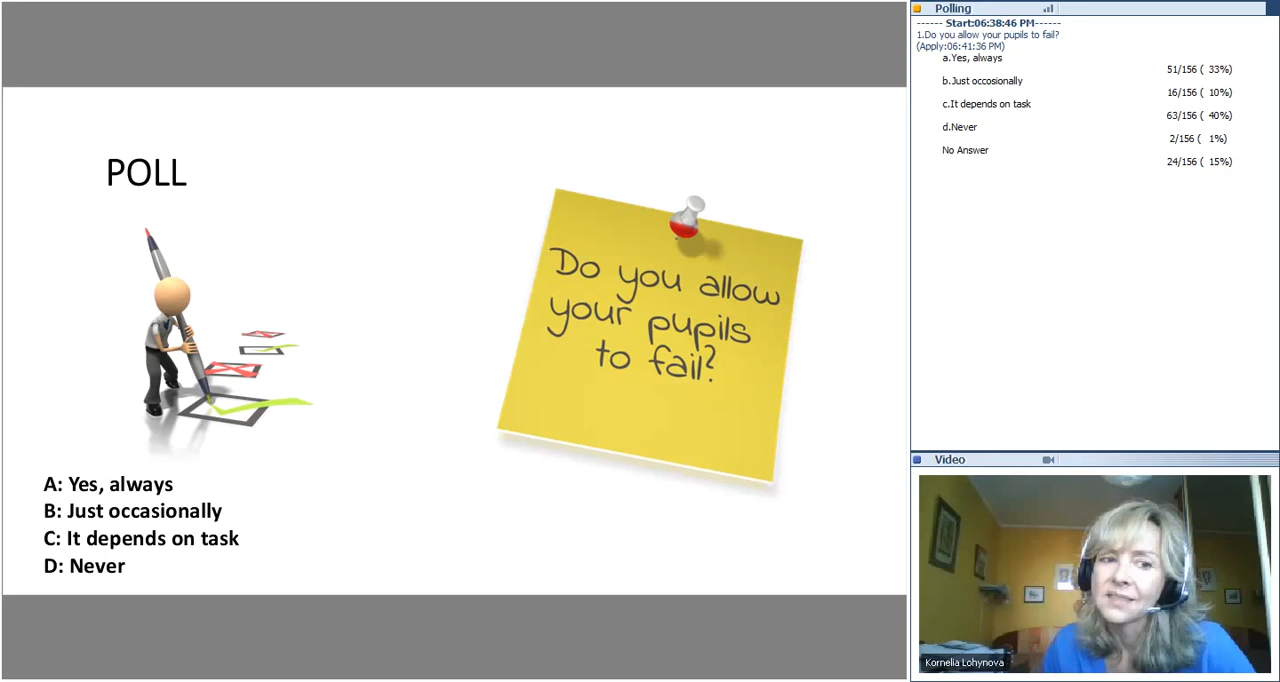 POLL
Do you allow
your pupils
to fail?
A: Yes, always
B: Just occasionally
C: It depends on task
D: Never
Polling
------ Start:06:38:46 PM------
1.Do you allow your pupils to fail?
(Apply:06:41:36 PM)
a.Yes, always
51/156 ( 33%)
b.Just occosionally
16/156 ( 10%)
c.It depends on task
63/156 ( 40%)
d.Never
2/156 ( 1%)
No Answer
24/156 ( 15%)
Video
Kornelia Lohynova